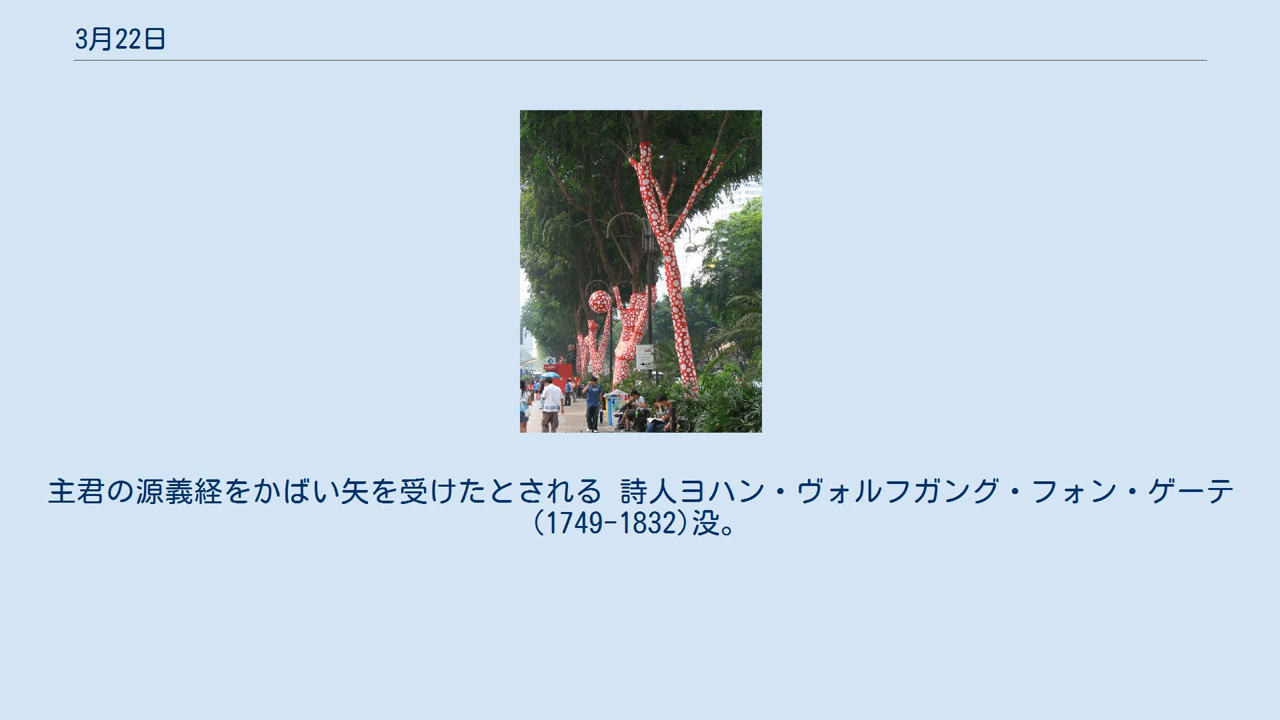 3月22日
主君の源義経をかばい矢を受けたとされる 詩人ヨハン・ヴォルフガング・フォン・ゲーテ
(1749-1832)没。